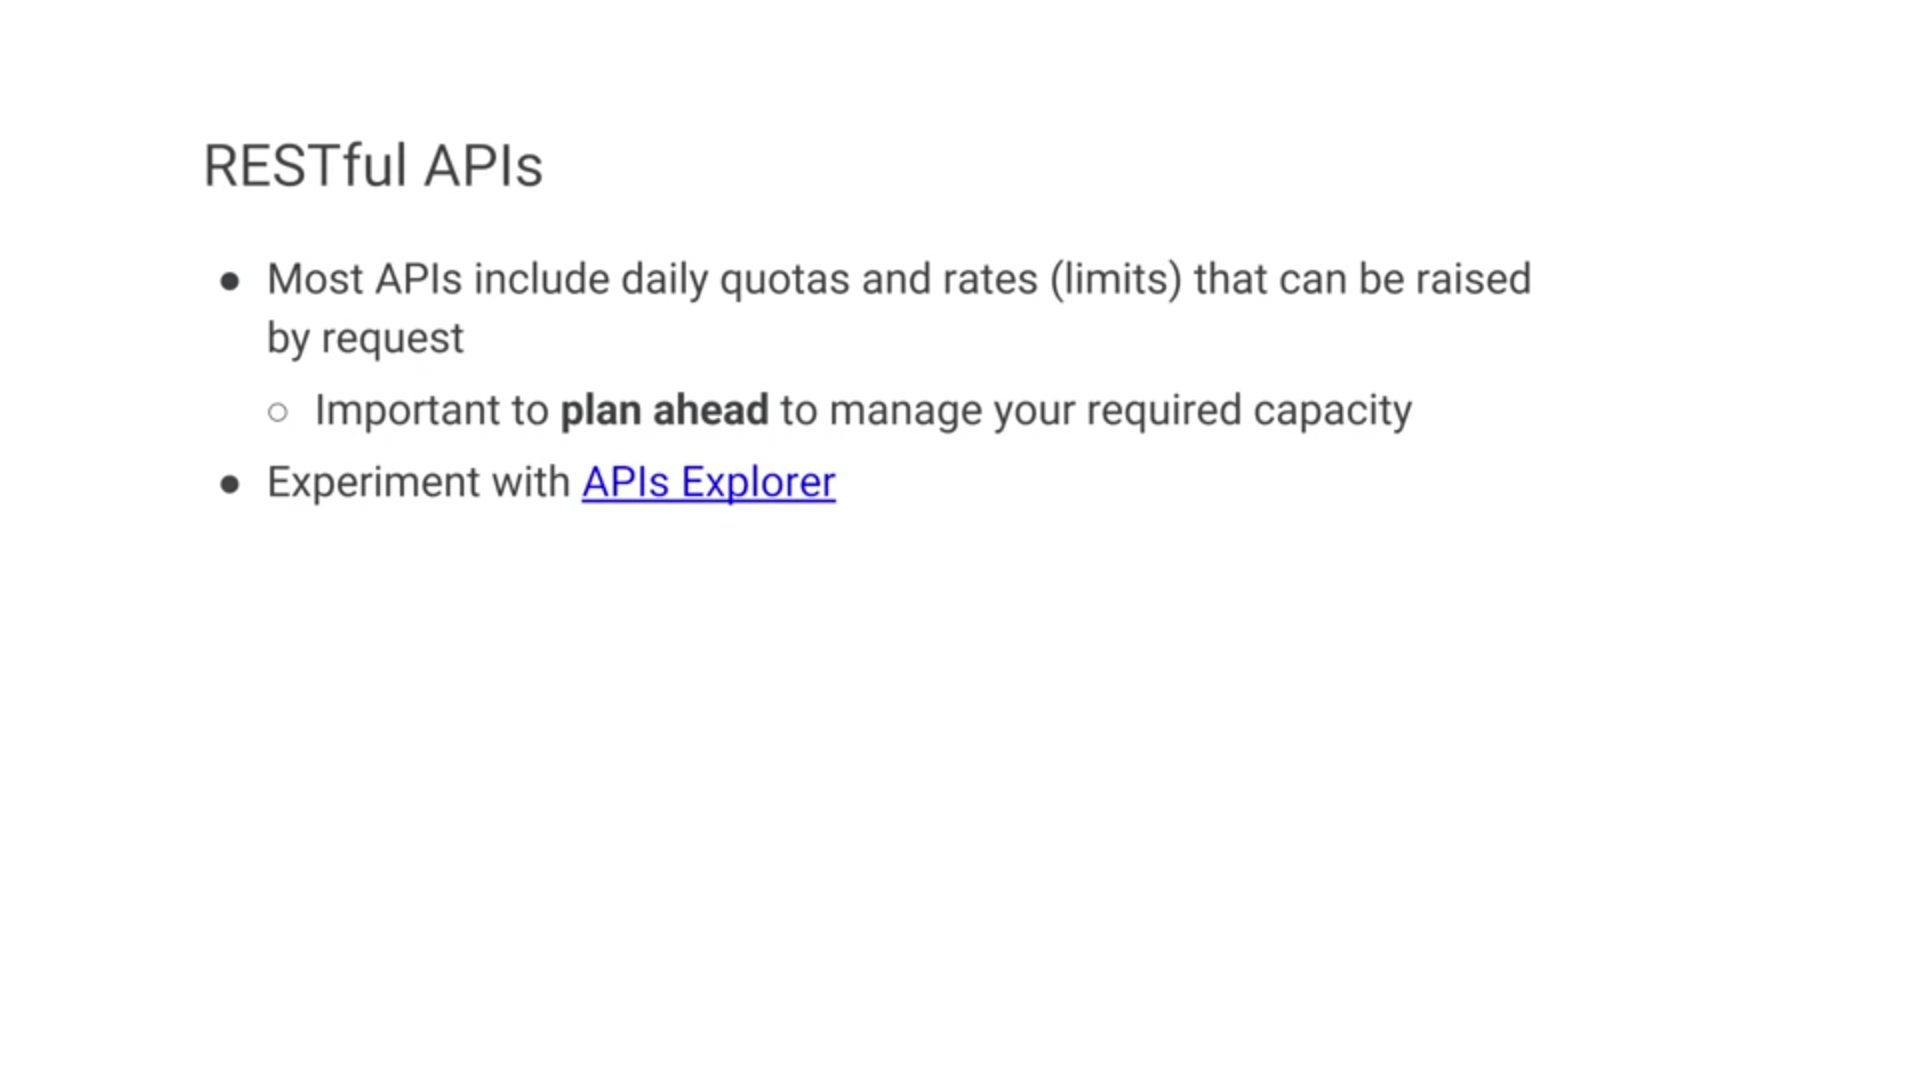 RESTful APIs
● Most APIs include daily quotas and rates (limits) that can be raised
by request
○ Important to plan ahead to manage your required capacity
● Experiment with APIs Explorer